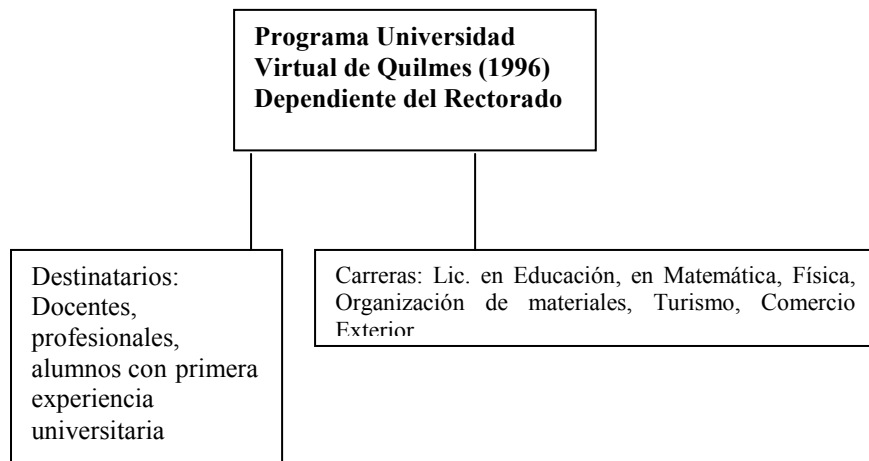 Programa Universidad
Virtual de Quilmes (1996)
Dependiente del Rectorado
Destinatarios:
Docentes,
profesionales,
alumnos con primera
experiencia
universitaria
Carreras: Lic. en Educación, en Matemática, Física,
Organización de materiales, Turismo, Comercio
Exterior